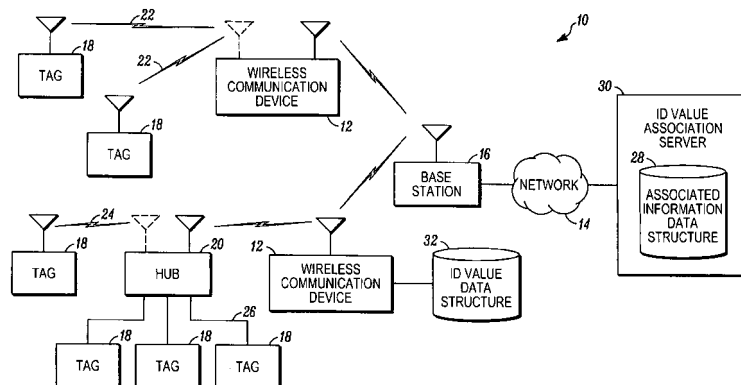 22
10
18
TAG
22
WIRELESS
COMMUNICATION
DEVICE
12
18
TAG
30
ID VALUE
ASSOCIATION
SERVER
28
ASSOCIATED
INFORMATION
DATA
STRUCTURE
16
BASE
STATION
NETWORK
14
24
18
TAG
20
HUB
12
WIRELESS
COMMUNICATION
DEVICE
32
ID VALUE
DATA
STRUCTURE
26
18
TAG
18
TAG
18
TAG